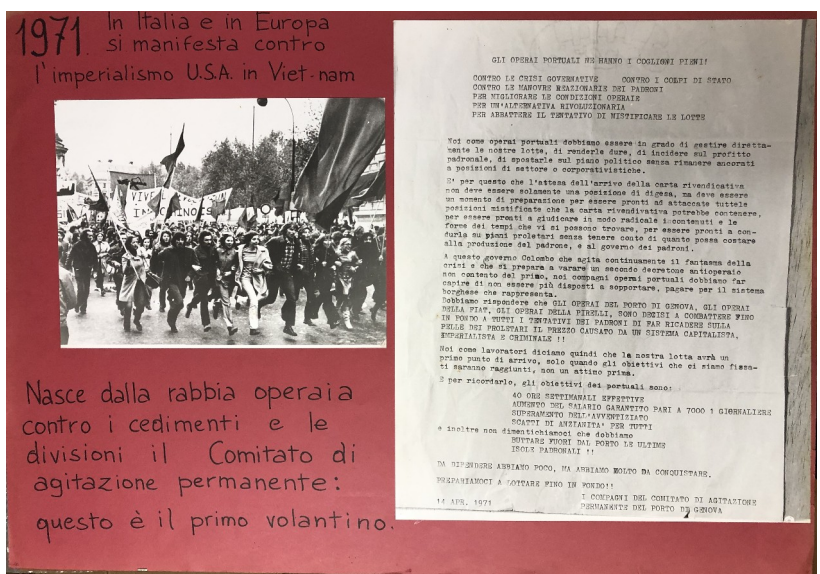 1971. In Italia e in Europa
si manifesta contro
l'imperialismo U.S.A. in Viet-nam
VIVE
INDOCHINOIS
Nasce dalla rabbia operaia
contro i cedimenti e le
divisioni il Comitato di
agitazione permanente:
questo è il primo volantino.
GLI OPERAI PORTUALI NE HANNO I COGLIONI PIENI!
CONTRO LE CRISI GOVERNATIVE CONTRO I COLPI DI STATO
CONTRO LE MANOVRE REAZIONARIE DEI PADRONI
PER MIGLIORARE LE CONDIZIONI OPERAIE
PER UN'ALTERNATIVA RIVOLUZIONARIA
PER ABBATTERE IL TENTATIVO DI MISTIFICARE LE LOTTE
Noi come operai portuali dobbiamo essere in grado di gestire diretta-
mente le nostre lotte, di renderle dure, di incidere sul profitto
padronale, di spostarle sul piano politico senza rimanere ancorati
a posizioni di settore o corporativistiche.
E' per questo che l'attesa dell'arrivo della carta rivendicativa
non deve essere solamente una posizione di digesa, ma deve essere
un momento di preparazione per essere pronti ad attaccate tuttele
posizioni mistificate che la carta rivendivativa potrebbe contenere,
per essere pronti a giudicare in modo radicale i contenuti e le
forme dei tempi che vi si possono trovare, per essere pronti a con-
durla su piani proletari senza tenere conto di quanto possa costare
alla produzione del padrone, e al governo dei padroni.
A questo governo Colombo che agita continuamente il fantasma della
crisi e che si prepara a varare un secondo decretone antioperaio
non contento del primo, noi compagni opermi portuali dobbiamo far
capire di non essere più disposti a sopportare, pagare per il sistema
borghese che rappresenta.
Dobbiamo rispondere che GLI OPERAI DEL PORTO DI GENOVA, GLI OPERAI
DELLA FIAT, GLI OPERAI DELLA PIRELLI, SONO DECISI A COMBATTERE FINO
IN FONDO A TUTTI I TENTATIVI DEI PADRONI DI FAR RICADERE SULLA
PELLE DEI PROLETARI IL PREZZO CAUSATO DA UN SISTEMA CAPITALISTA,
IMPERIALISTA E CRIMINALE !!
Noi come lavoratori diciamo quindi che la nostra lotta avrà un
primo punto di arrivo, solo quando gli obiettivi che ci siamo fissa-
ti saranno raggiunti, non un attimo prima.
E per ricordarlo, gli obiettivi dei portuali sono:
40 ORE SETTIMANALI EFFETTIVE
AUMENTO DEL SALARIO GARANTITO PARI A 7000 l GIORNALIERE
SUPERAMENTO DELL'AVVENTIZIATO
SCATTI DI ANZIANITA' PER TUTTI
e inoltre non dimentichiamoci che dobbiamo
BUTTARE FUORI DAL PORTO LE ULTIME
ISOLE PADRONALI !!
DA DIFENDERE ABBIAMO POCO, MA ABBIAMO MOLTO DA CONQUISTARE.
PREPARIAMOCI A LOTTARE FINO IN FONDO!!
14 APR. 1971
I COMPAGNI DEL COMITATO DI AGITAZIONE
PERMANENTE DEL PORTO DI GENOVA